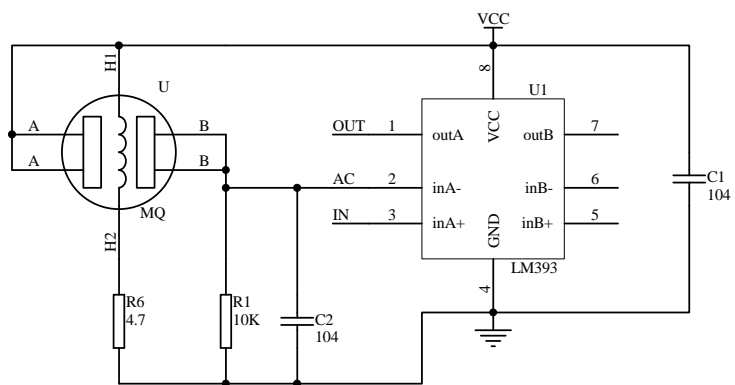 VCC
H1
8
U
U1
A
B
OUT
1
outA
VCC
outB
7
A
B
AC
2
inA-
inB-
6
C1
104
MQ
IN
3
inA+
GND
inB+
5
H2
LM393
4
R6
4.7
R1
10K
C2
104